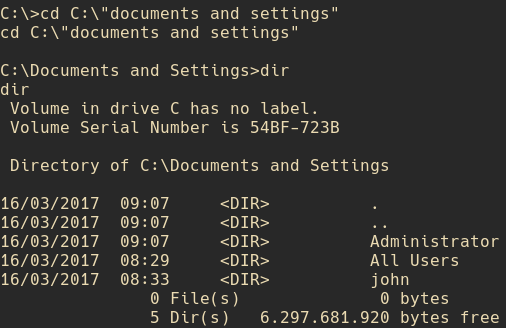 C:\>cd C:\"documents and settings"
cd C:\"documents and settings"
C:\Documents and Settings>dir
dir
 Volume in drive C has no label.
 Volume Serial Number is 54BF-723B
 Directory of C:\Documents and Settings
16/03/2017  09:07     <DIR>          .
16/03/2017  09:07     <DIR>          ..
16/03/2017  09:07     <DIR>          Administrator
16/03/2017  08:29     <DIR>          All Users
16/03/2017  08:33     <DIR>          john
               0 File(s)              0 bytes
               5 Dir(s)   6.297.681.920 bytes free